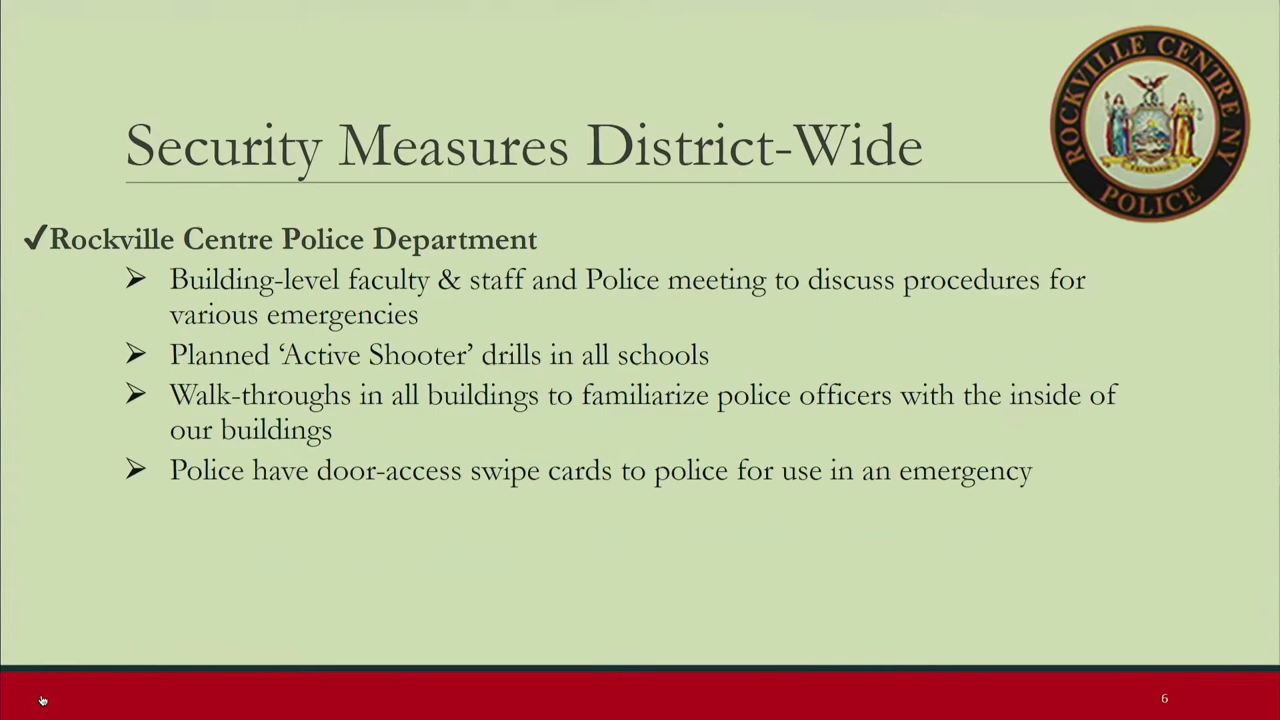 Security Measures District-Wide
ROCKVILLE CENTRE NY
POLICE
EXCELSIOR
✔Rockville Centre Police Department
➢ Building-level faculty & staff and Police meeting to discuss procedures for
various emergencies
➢ Planned ‘Active Shooter’ drills in all schools
➢ Walk-throughs in all buildings to familiarize police officers with the inside of
our buildings
➢ Police have door-access swipe cards to police for use in an emergency
6